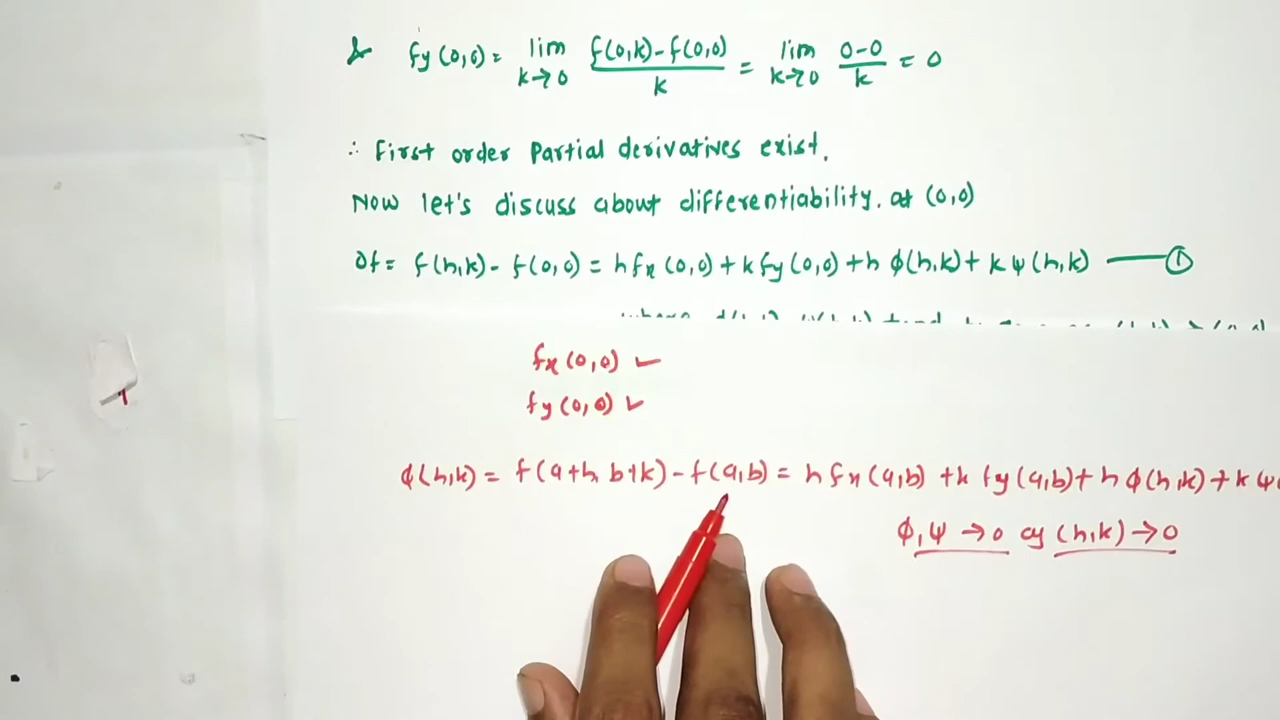 & fy(0,0) = lim k→0 f(0,k) - f(0,0) / k = lim k→0 0-0 / k = 0
∴ First order Partial derivatives exist.
Now let's discuss about differentiability. at (0,0)
Df = f(h,k) - f(0,0) = h fx(0,0) + k fy(0,0) + h ϕ(h,k) + k ψ(h,k) —— ①
fx(0,0) ✓
fy(0,0) ✓
ϕ(h,k) = f(a+h b+k) - f(a,b) = h fx(a,b) + k fy(a,b) + h ϕ(h,k) + k ψ(
ϕ,ψ → 0 as (h,k) → 0